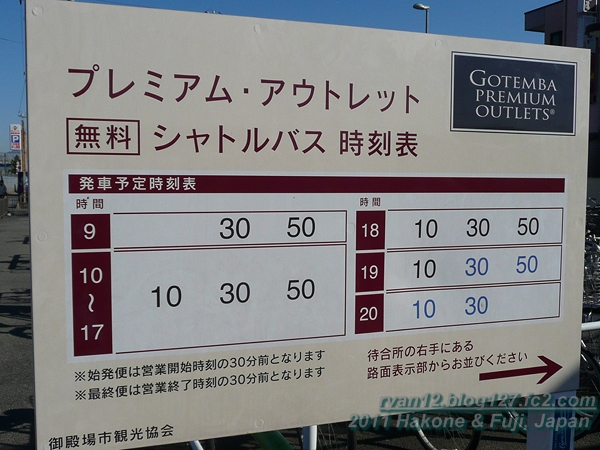 プレミアム・アウトレット
GOTEMBA
PREMIUM
OUTLETS®
無料 シャトルバス 時刻表
発車予定時刻表
時間
9 30 50
10～17 10 30 50
時間
18 10 30 50
19 10 30 50
20 10 30
※始発便は営業開始時刻の30分前となります
※最終便は営業終了時刻の30分前となります
待合所の右手にある
路面表示部からお並びください
御殿場市観光協会
ryan12.blog127.fc2.com
2011 Hakone & Fuji, Japan